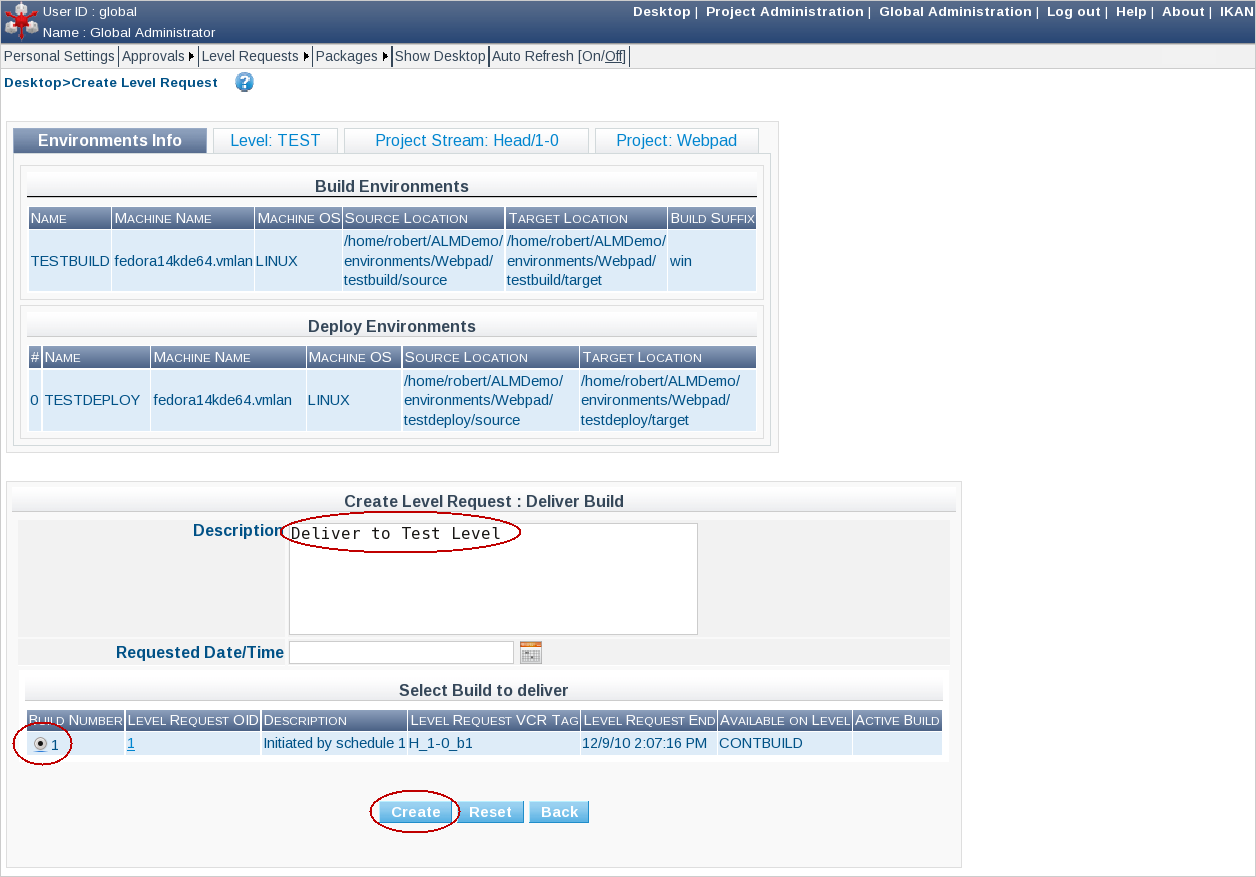 User ID : global
Desktop | Project Administration | Global Administration | Log out | Help | About | IKAN
Name : Global Administrator
Personal Settings Approvals Level Requests Packages Show Desktop Auto Refresh [On/Off]
Desktop>Create Level Request ?
Environments Info Level: TEST Project Stream: Head/1-0 Project: Webpad
Build Environments
NAME MACHINE NAME MACHINE OS SOURCE LOCATION TARGET LOCATION BUILD SUFFIX
TESTBUILD fedora14kde64.vmlan LINUX /home/robert/ALMDemo/environments/Webpad/testbuild/source /home/robert/ALMDemo/environments/Webpad/testbuild/target win
Deploy Environments
# NAME MACHINE NAME MACHINE OS SOURCE LOCATION TARGET LOCATION
0 TESTDEPLOY fedora14kde64.vmlan LINUX /home/robert/ALMDemo/environments/Webpad/testdeploy/source /home/robert/ALMDemo/environments/Webpad/testdeploy/target
Create Level Request : Deliver Build
Description Deliver to Test Level
Requested Date/Time
Select Build to deliver
BUILD NUMBER LEVEL REQUEST OID DESCRIPTION LEVEL REQUEST VCR TAG LEVEL REQUEST END AVAILABLE ON LEVEL ACTIVE BUILD
1 1 Initiated by schedule 1 H_1-0_b1 12/9/10 2:07:16 PM CONTBUILD
Create Reset Back